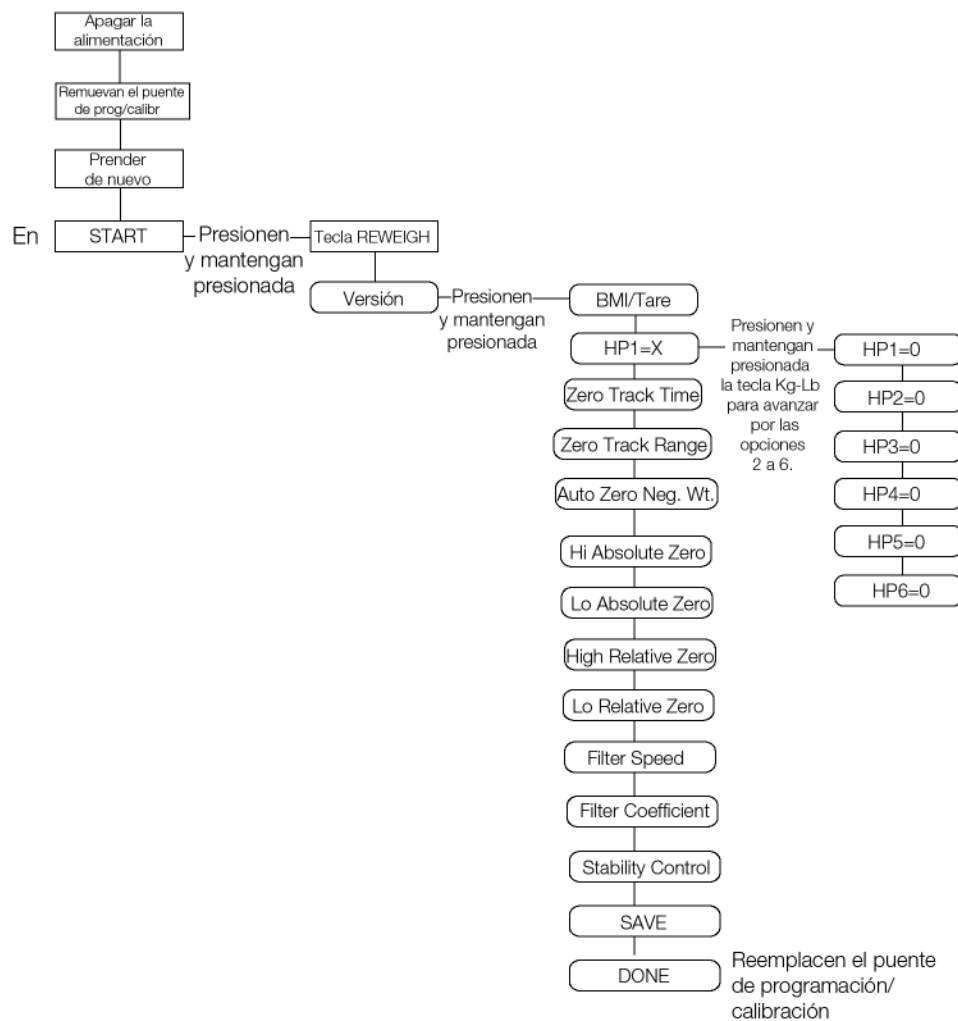 Apagar la
alimentación
Remuevan el puente
de prog/calibr
Prender
de nuevo
En
START
Presionen
y mantengan
presionada
Tecla REWEIGH
Versión
Presionen
y mantengan
presionada
BMI/Tare
HP1=X
Presionen y
mantengan
presionada
la tecla Kg-Lb
para avanzar
por las
opciones
2 a 6.
HP1=0
HP2=0
HP3=0
HP4=0
HP5=0
HP6=0
Zero Track Time
Zero Track Range
Auto Zero Neg. Wt.
Hi Absolute Zero
Lo Absolute Zero
High Relative Zero
Lo Relative Zero
Filter Speed
Filter Coefficient
Stability Control
SAVE
DONE
Reemplacen el puente
de programación/
calibración